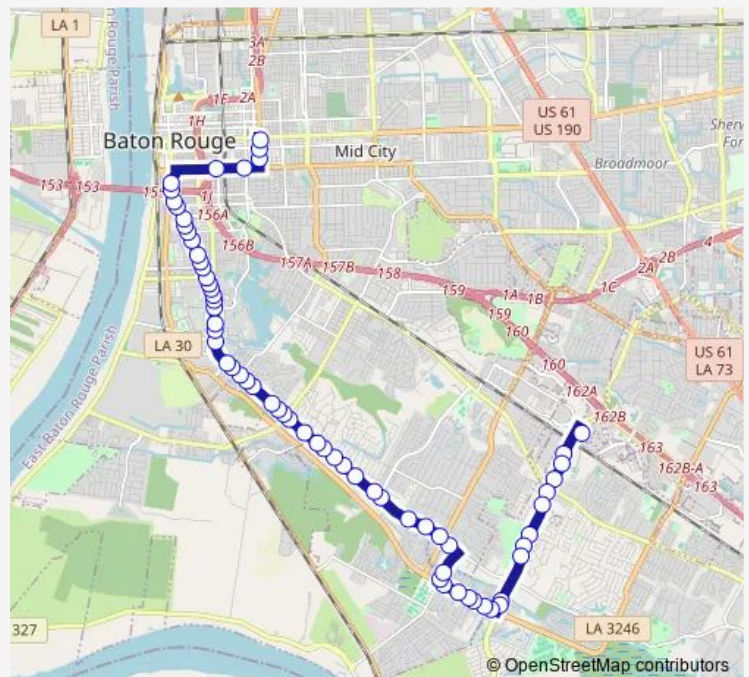 LA 1
3A
2B
1E 2A
1H
US 61
US 190
Baton Rouge
Mid City
Broadmoor
153 153
1J
156A
156B
157A 157B 158
159
1A 1B
1C
2A
2B
4
159
160
160
LA 30
US 61
LA 73
162A
162B
163
162B-A
163
East Baton Rouge Parish
327
LA 3246
© OpenStreetMap contributors